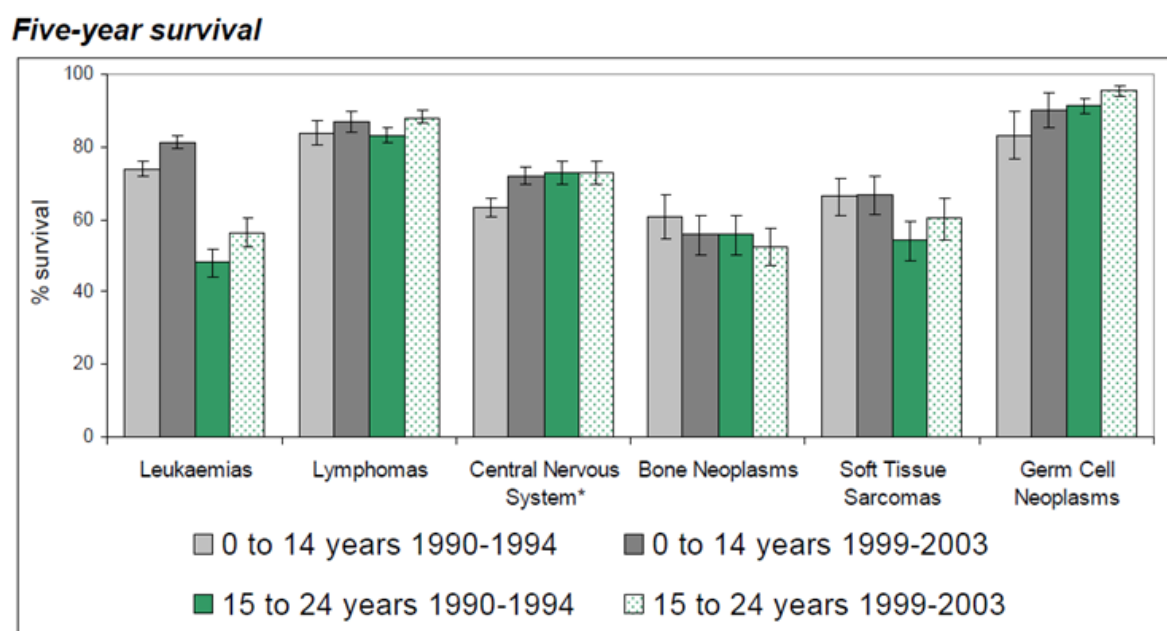 Five-year survival
% survival
100
80
60
40
20
0
Leukaemias
Lymphomas
Central Nervous
System*
Bone Neoplasms
Soft Tissue
Sarcomas
Germ Cell
Neoplasms
0 to 14 years 1990-1994
0 to 14 years 1999-2003
15 to 24 years 1990-1994
15 to 24 years 1999-2003